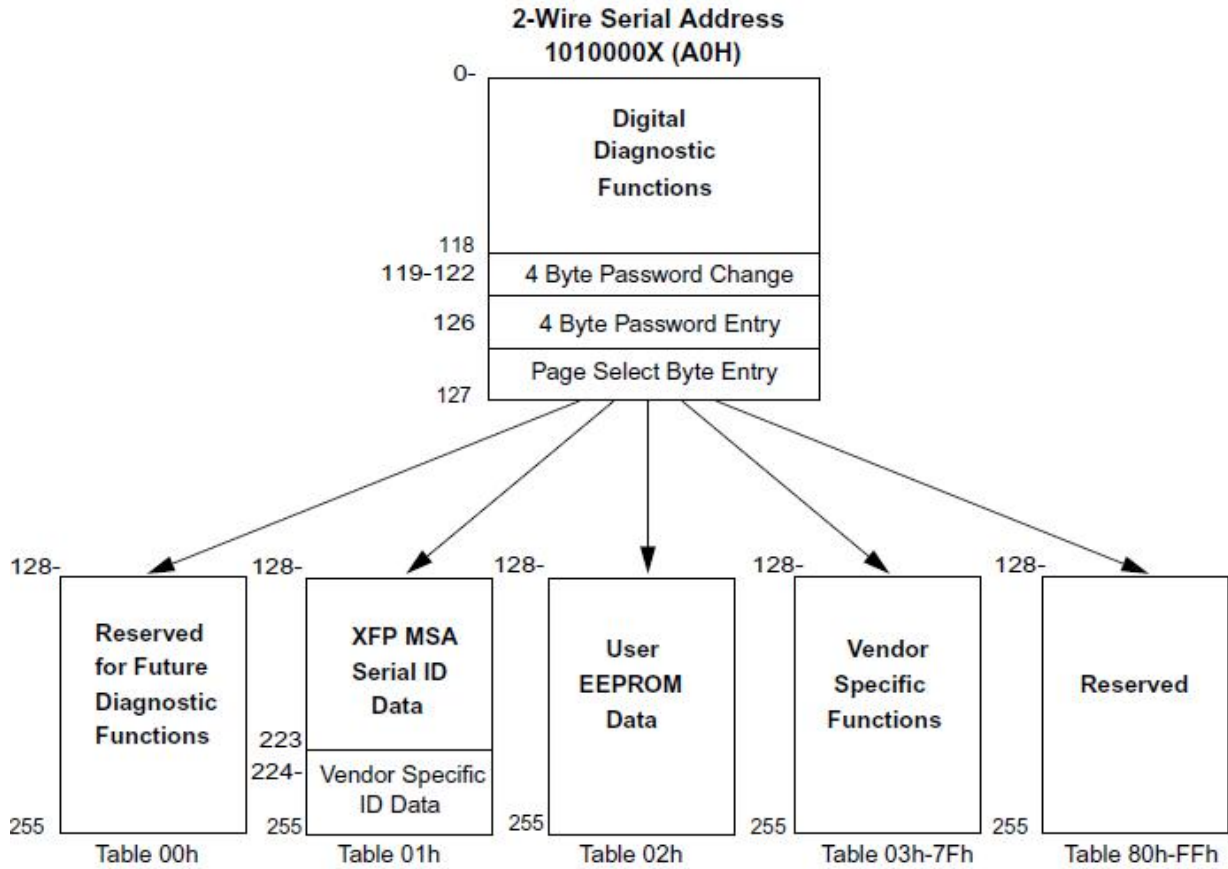 2-Wire Serial Address
1010000X (A0H)
0-
Digital
Diagnostic
Functions
118
119-122
4 Byte Password Change
126
4 Byte Password Entry
Page Select Byte Entry
127
128-
Reserved
for Future
Diagnostic
Functions
255
Table 00h
128-
XFP MSA
Serial ID
Data
223
224-
Vendor Specific
ID Data
255
Table 01h
128-
User
EEPROM
Data
255
Table 02h
128-
Vendor
Specific
Functions
255
Table 03h-7Fh
128-
Reserved
255
Table 80h-FFh